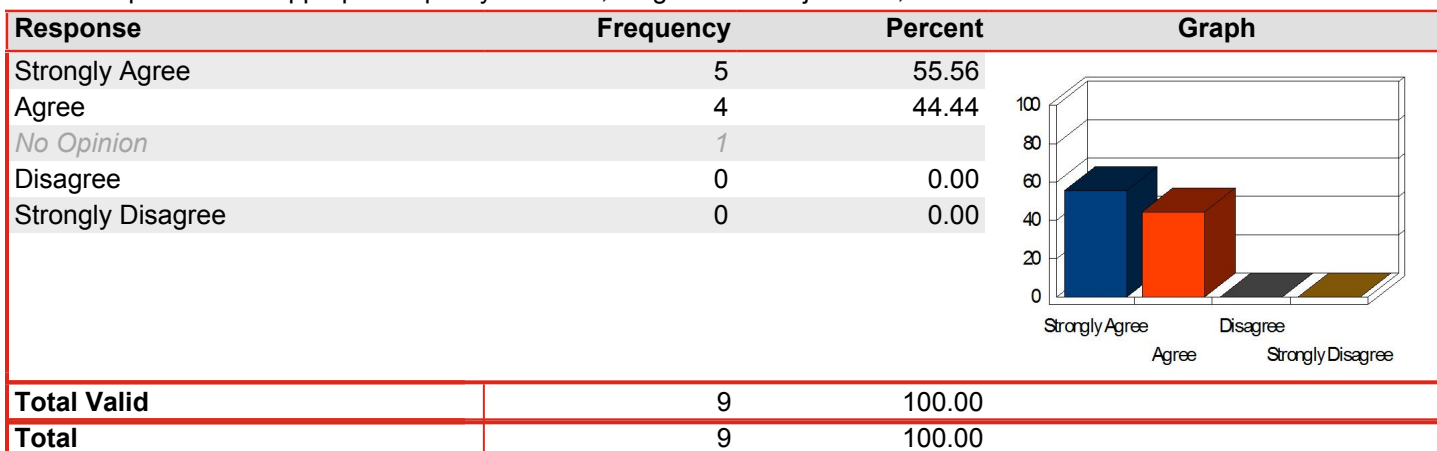 Response Frequency Percent Graph
Strongly Agree 5 55.56
Agree 4 44.44
No Opinion 1
Disagree 0 0.00
Strongly Disagree 0 0.00
100
80
60
40
20
0
Strongly Agree Disagree
Agree Strongly Disagree
Total Valid 9 100.00
Total 9 100.00